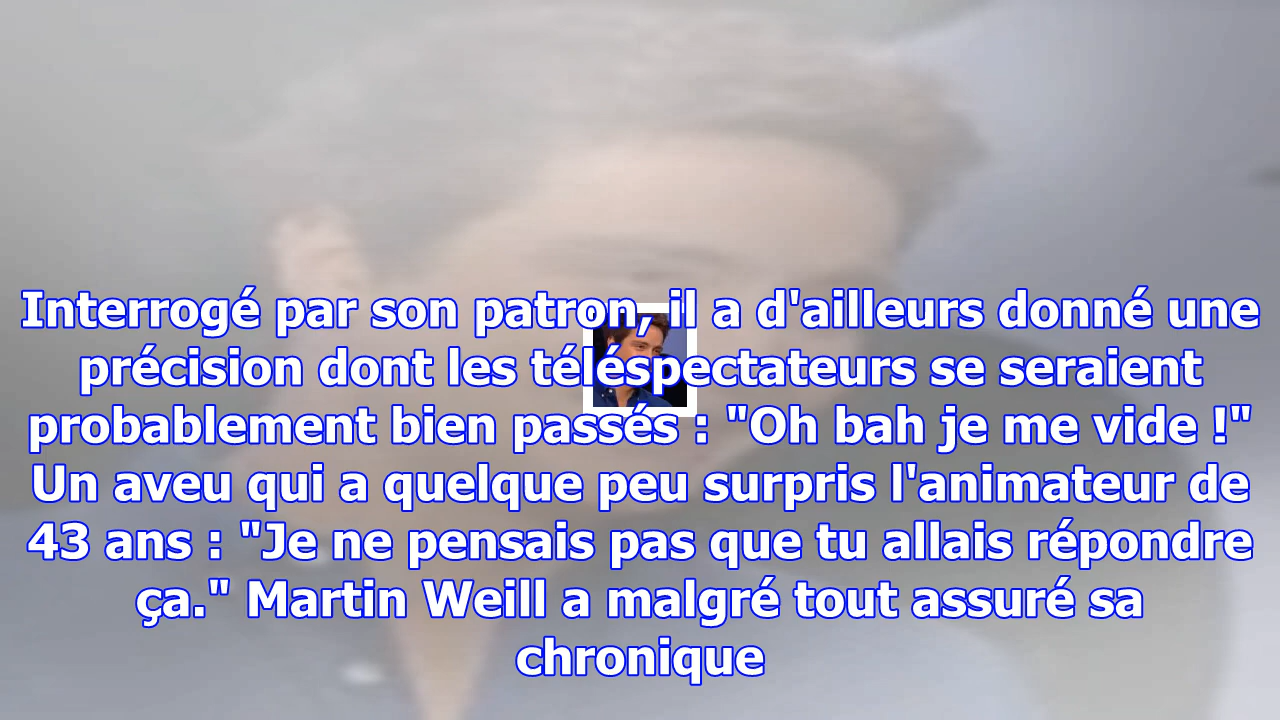 Interrogé par son patron, il a d'ailleurs donné une
précision dont les téléspectateurs se seraient
probablement bien passés : "Oh bah je me vide !"
Un aveu qui a quelque peu surpris l'animateur de
43 ans : "Je ne pensais pas que tu allais répondre
ça." Martin Weill a malgré tout assuré sa
chronique